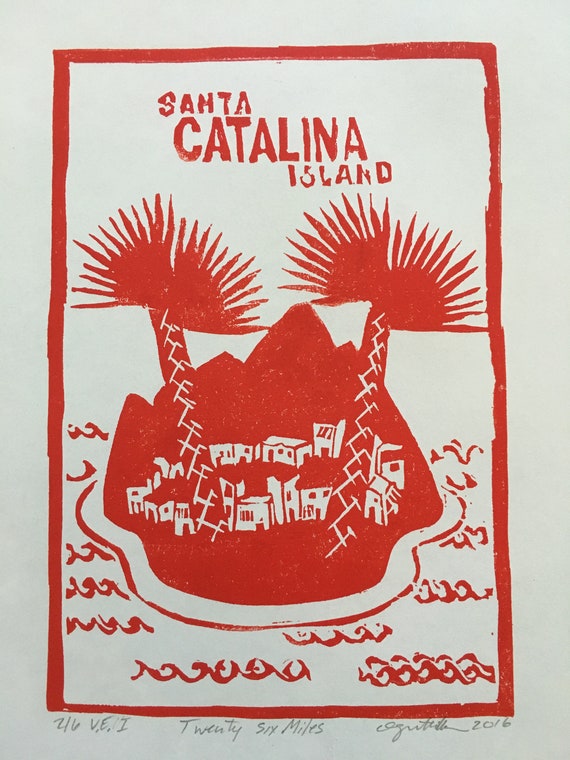 SANTA
CATALINA
ISLAND
2/6 V.E. I Twenty Six Miles 2016